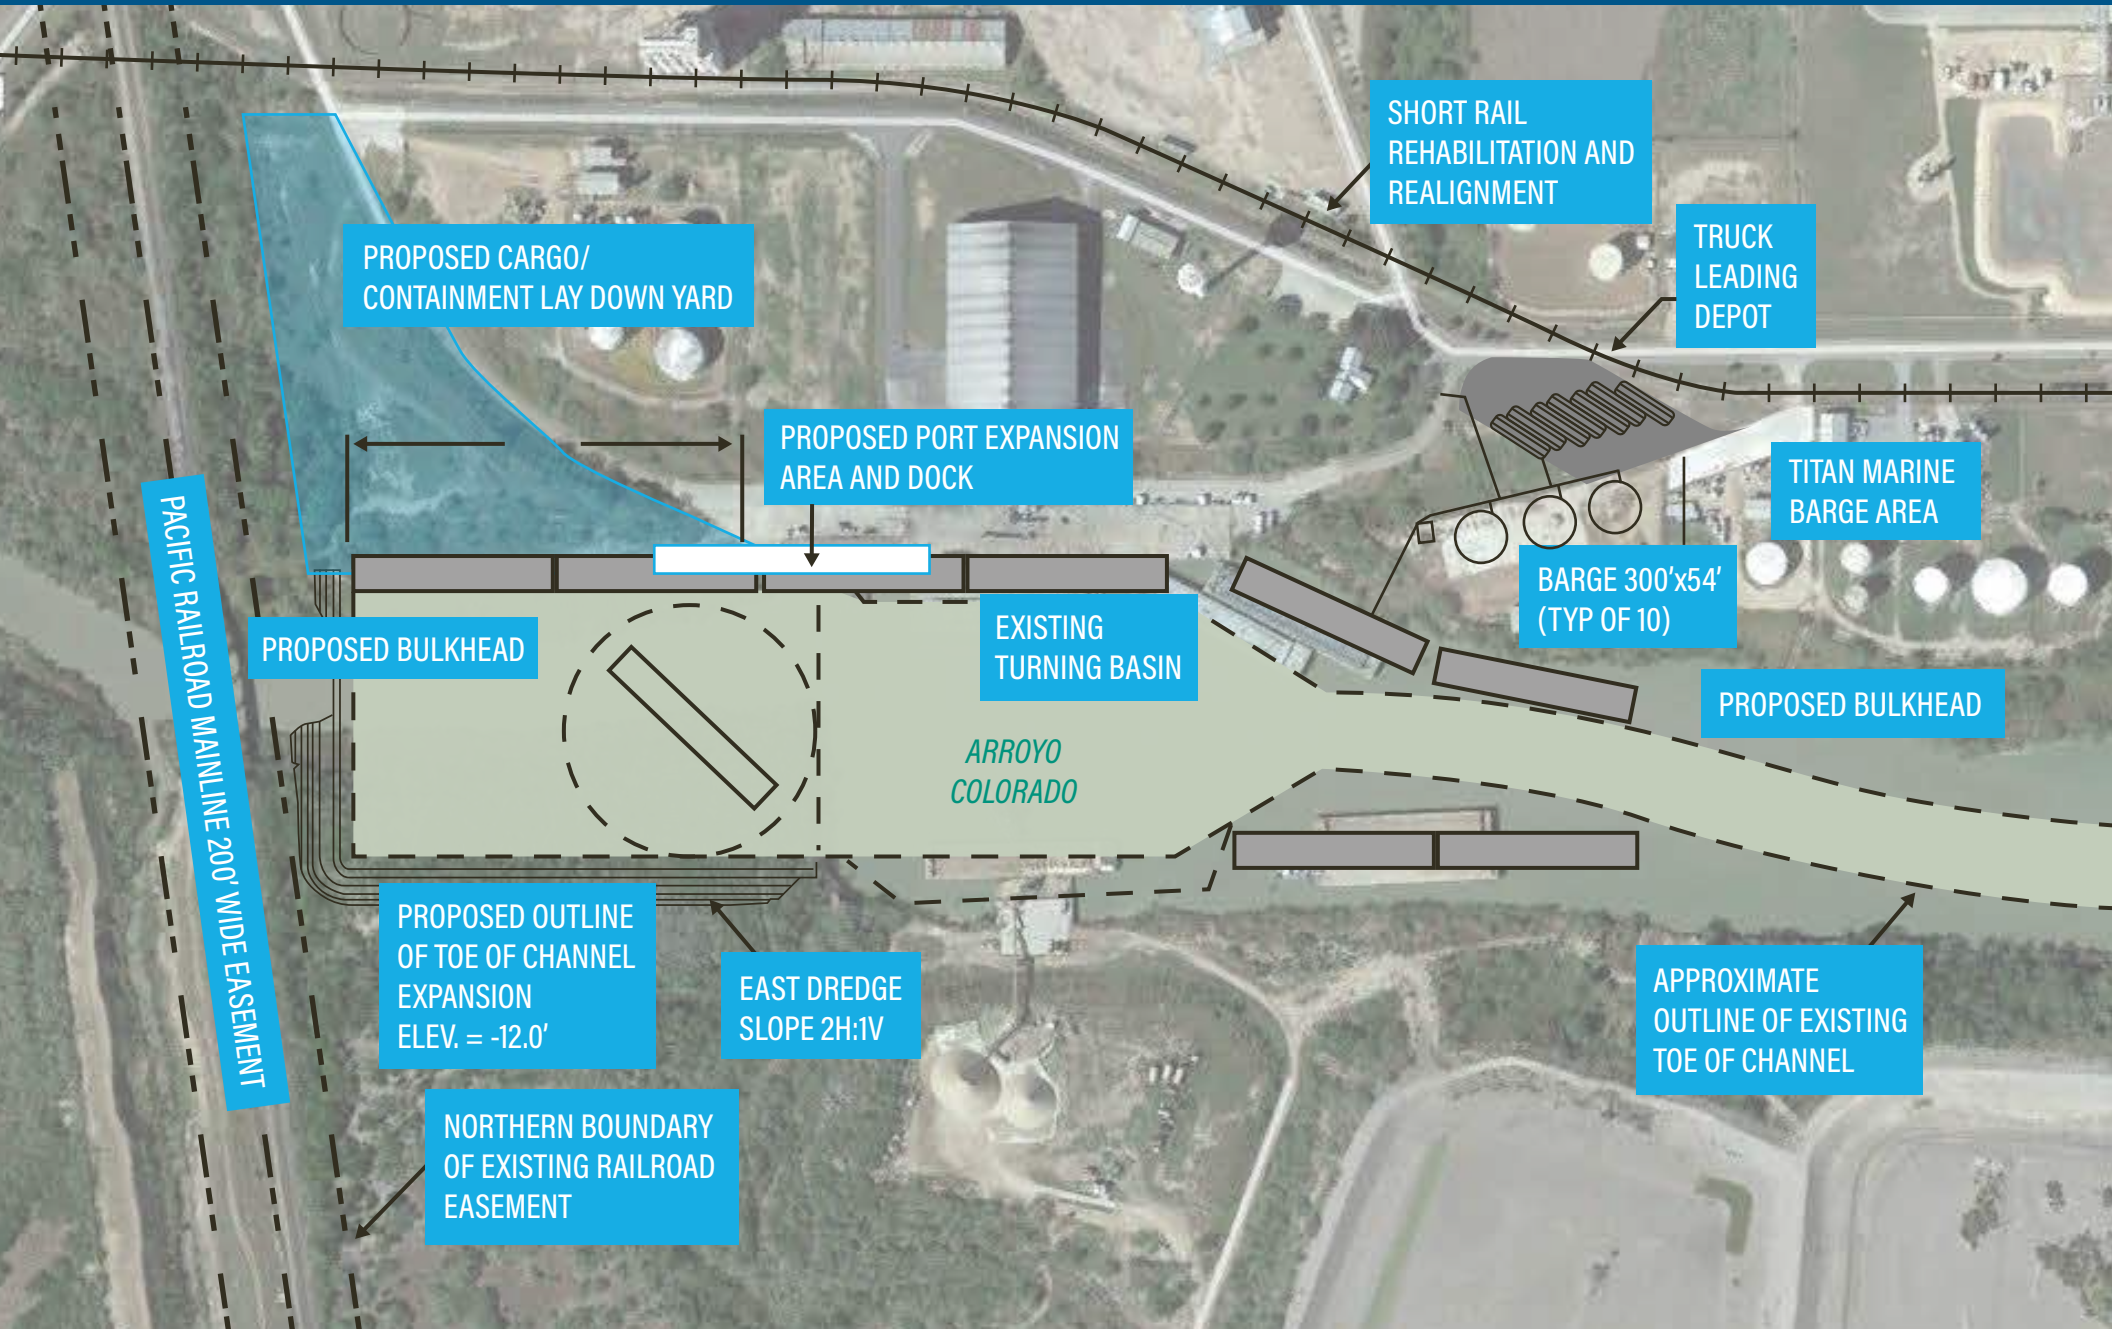 SHORT RAIL
REHABILITATION AND
REALIGNMENT
TRUCK
LEADING
DEPOT
PROPOSED CARGO/
CONTAINMENT LAY DOWN YARD
PROPOSED PORT EXPANSION
AREA AND DOCK
TITAN MARINE
BARGE AREA
PACIFIC RAILROAD MAINLINE 200' WIDE EASEMENT
BARGE 300'x54'
(TYP OF 10)
PROPOSED BULKHEAD
EXISTING
TURNING BASIN
PROPOSED BULKHEAD
ARROYO
COLORADO
PROPOSED OUTLINE
OF TOE OF CHANNEL
EXPANSION
ELEV. = -12.0'
EAST DREDGE
SLOPE 2H:1V
APPROXIMATE
OUTLINE OF EXISTING
TOE OF CHANNEL
NORTHERN BOUNDARY
OF EXISTING RAILROAD
EASEMENT